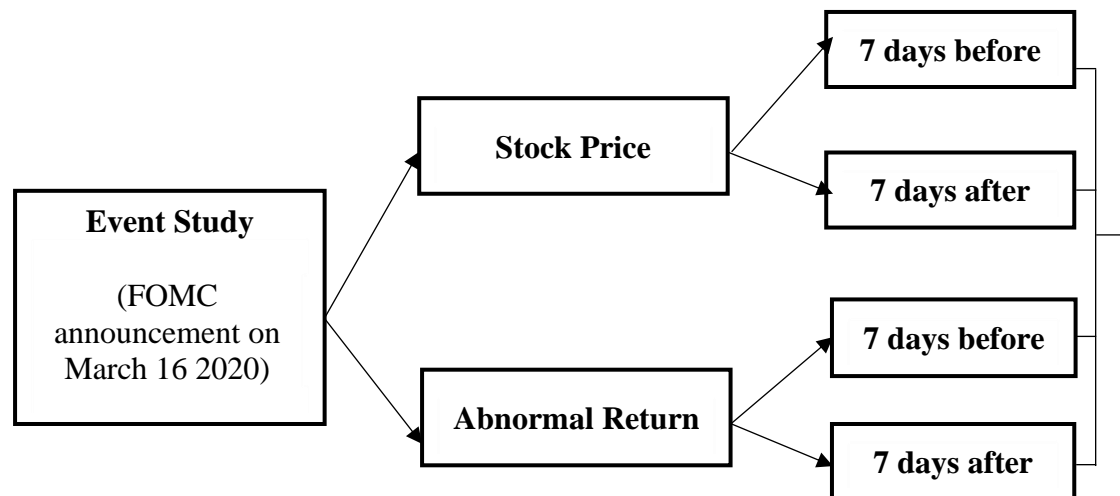 Event Study
(FOMC
announcement on
March 16 2020)
Stock Price
Abnormal Return
7 days before
7 days after
7 days before
7 days after